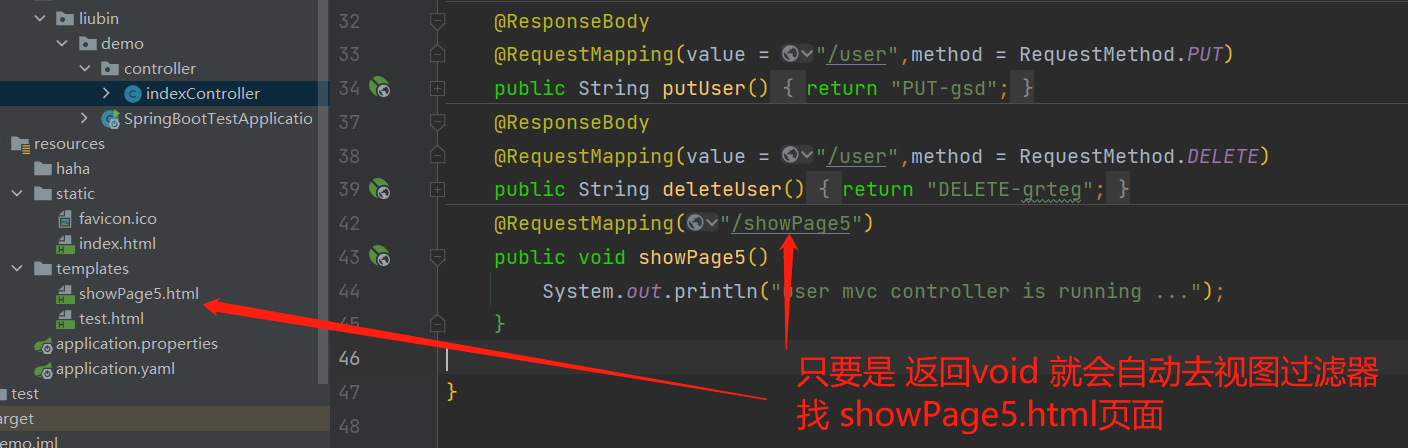 liubin
demo
controller
indexController
SpringBootTestApplicatio
resources
haha
static
favicon.ico
index.html
templates
showPage5.html
test.html
application.properties
application.yaml
test
arget
emo.iml
32 @ResponseBody
33 @RequestMapping(value = "/user",method = RequestMethod.PUT)
34 public String putUser() { return "PUT-gsd"; }
37 @ResponseBody
38 @RequestMapping(value = "/user",method = RequestMethod.DELETE)
39 public String deleteUser() { return "DELETE-grteg"; }
42 @RequestMapping("/showPage5")
43 public void showPage5()
44 System.out.println("user mvc controller is running ...");
45 }
46
47 }
48
只要是 返回void 就会自动去视图过滤器
找 showPage5.html页面